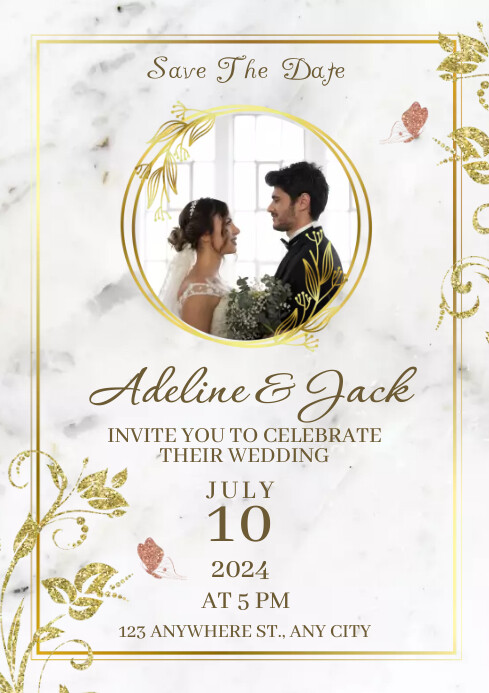 Save The Date
Adeline & Jack
INVITE YOU TO CELEBRATE
THEIR WEDDING
JULY
10
2024
AT 5 PM
123 ANYWHERE ST., ANY CITY